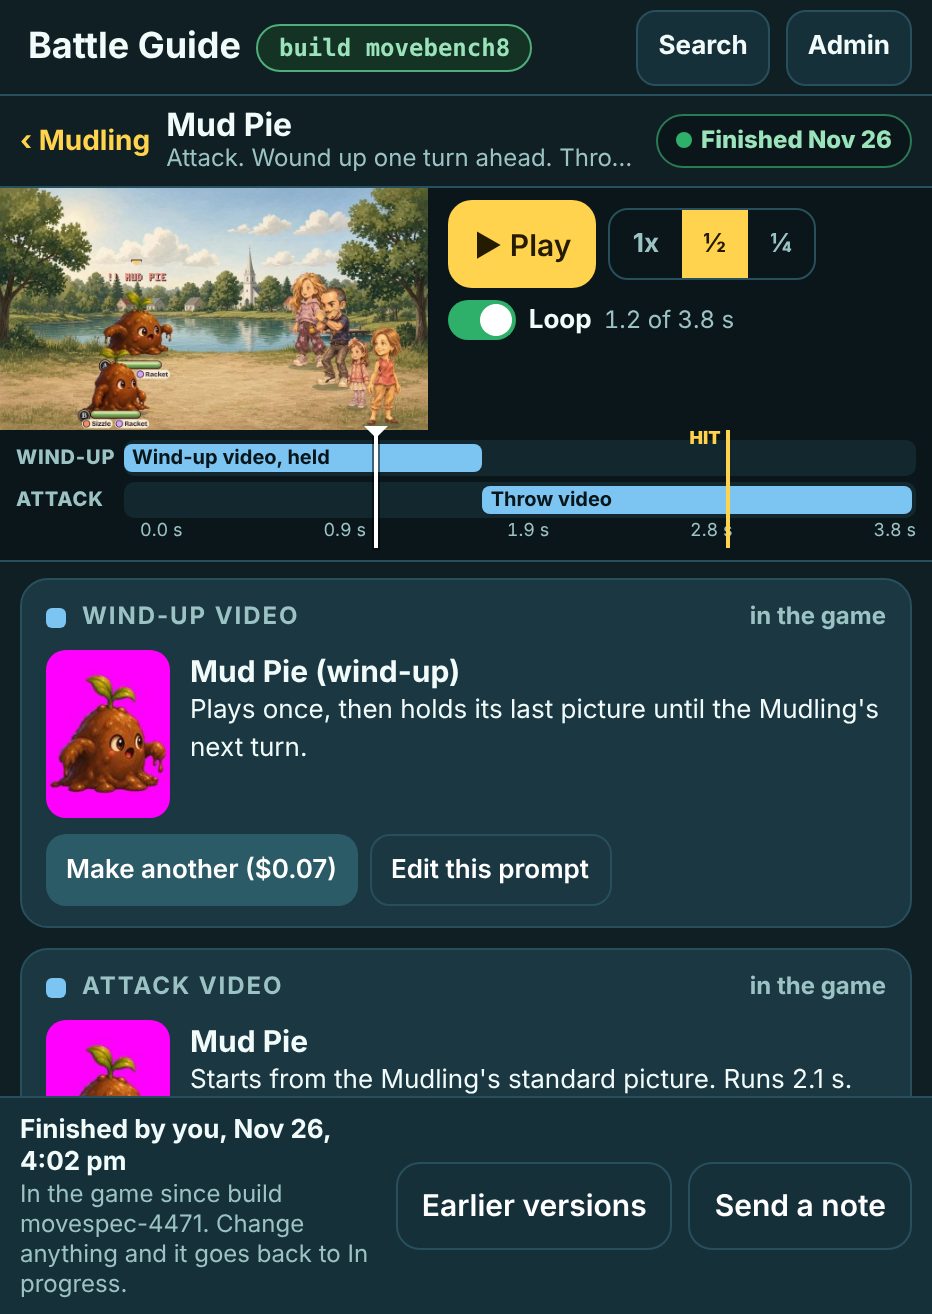 Battle Guide
build movebench8
Search
Admin
‹ Mudling
Mud Pie
Attack. Wound up one turn ahead. Thro...
Finished Nov 26
!! MUD PIE
A
Racket
B
Sizzle
Racket
Play
1x
½
¼
Loop
1.2 of 3.8 s
HIT
WIND-UP
Wind-up video, held
ATTACK
Throw video
0.0 s
0.9 s
1.9 s
2.8 s
3.8 s
WIND-UP VIDEO
in the game
Mud Pie (wind-up)
Plays once, then holds its last picture until the Mudling's
next turn.
Make another ($0.07)
Edit this prompt
ATTACK VIDEO
in the game
Mud Pie
Starts from the Mudling's standard picture. Runs 2.1 s.
Finished by you, Nov 26,
4:02 pm
In the game since build
movespec-4471. Change
anything and it goes back to In
progress.
Earlier versions
Send a note